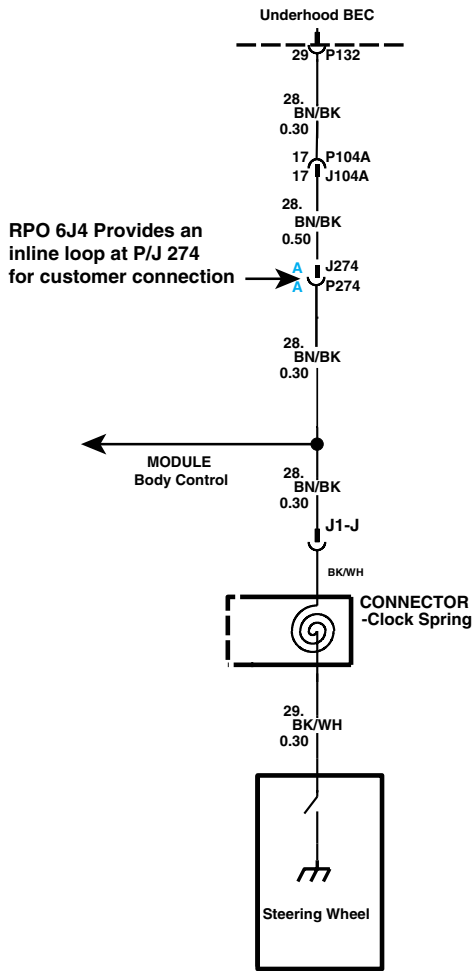 Underhood BEC
29 P132
28.
BN/BK
0.30
17 P104A
17 J104A
28.
BN/BK
0.50
RPO 6J4 Provides an
inline loop at P/J 274
for customer connection
A J274
A P274
28.
BN/BK
0.30
MODULE
Body Control
28.
BN/BK
0.30
J1-J
BK/WH
CONNECTOR
-Clock Spring
29.
BK/WH
0.30
Steering Wheel